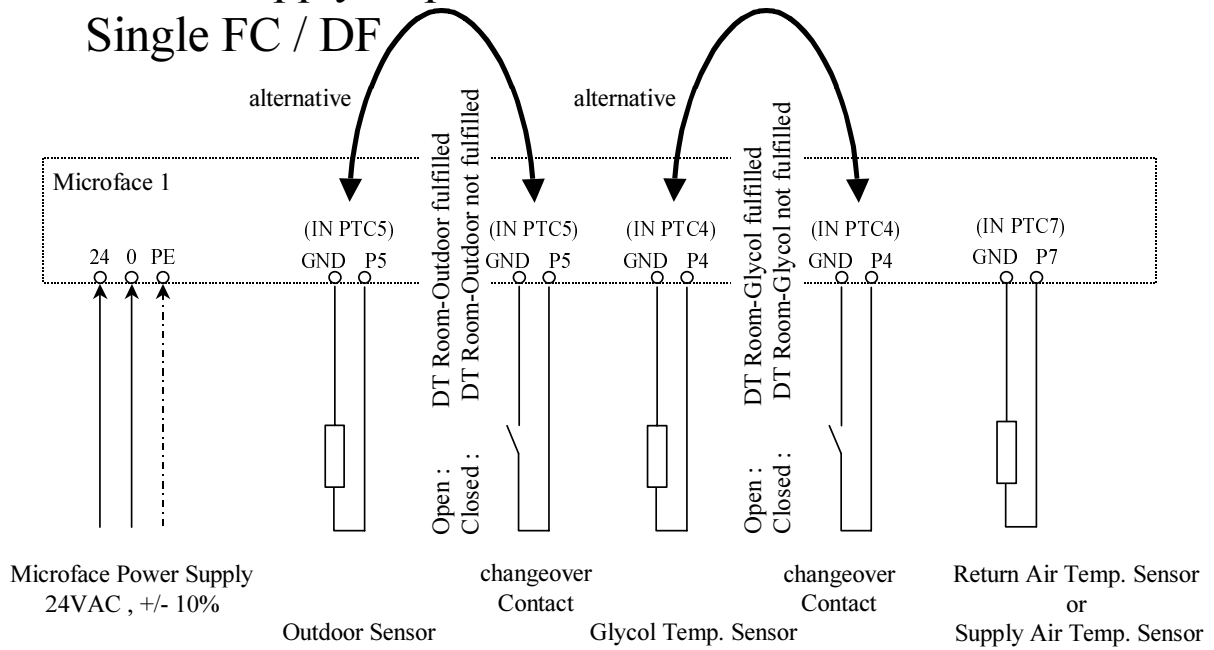 Single FC / DF
alternative
alternative
Microface 1
24 0 PE
(IN PTC5)
GND P5
Open : DT Room-Outdoor fulfilled
Closed : DT Room-Outdoor not fulfilled
(IN PTC5)
GND P5
(IN PTC4)
GND P4
Open : DT Room-Glycol fulfilled
Closed : DT Room-Glycol not fulfilled
(IN PTC4)
GND P4
(IN PTC7)
GND P7
Microface Power Supply
24VAC , +/- 10%
Outdoor Sensor
changeover
Contact
Glycol Temp. Sensor
changeover
Contact
Return Air Temp. Sensor
or
Supply Air Temp. Sensor